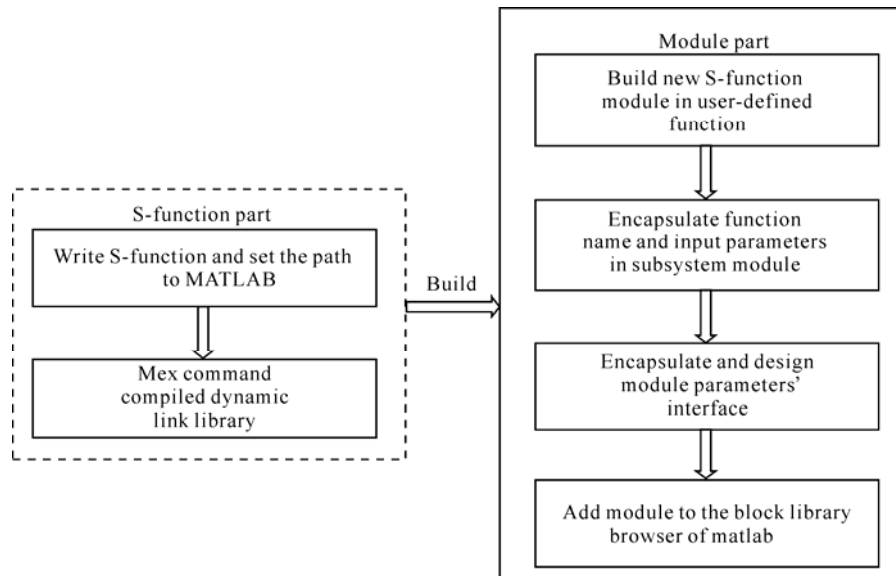 S-function part
Write S-function and set the path
to MATLAB
Mex command
compiled dynamic
link library
Build
Module part
Build new S-function
module in user-defined
function
Encapsulate function
name and input parameters
in subsystem module
Encapsulate and design
module parameters'
interface
Add module to the block library
browser of matlab